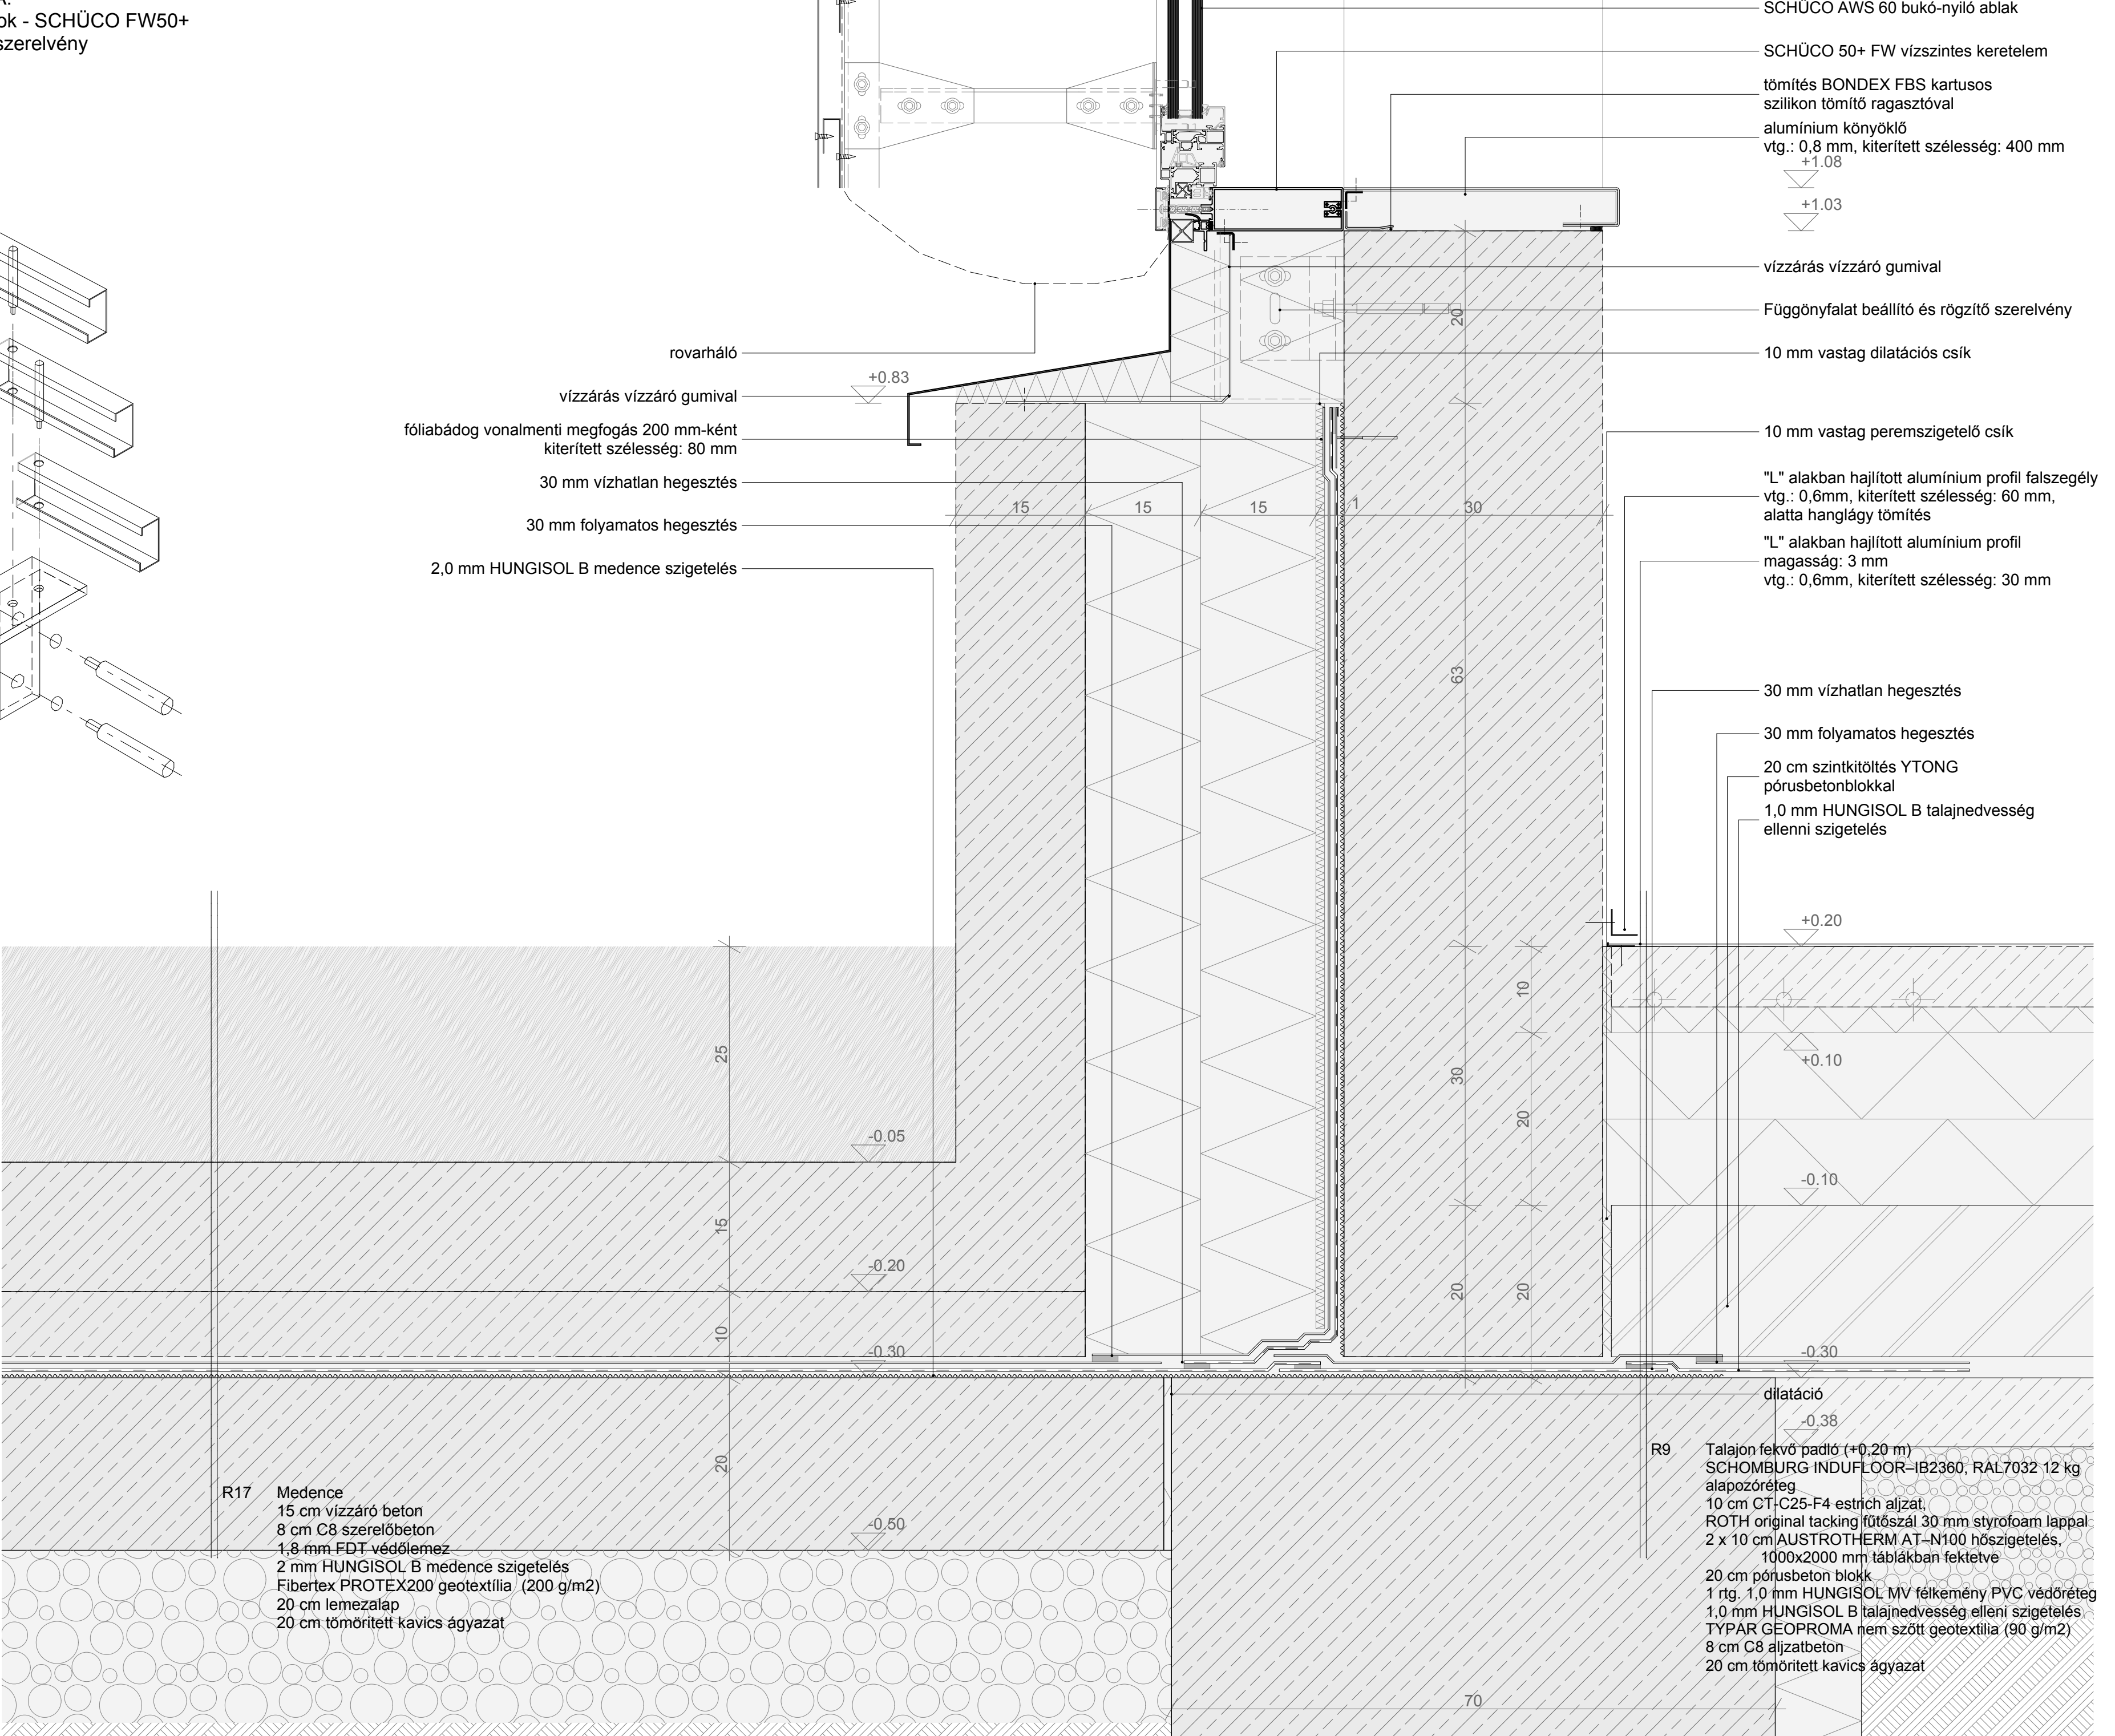 ok - SCHÜCO FW50+
szerelvény
SCHÜCO AWS 60 bukó-nyiló ablak
SCHÜCO 50+ FW vízszintes keretelem
tömítés BONDEX FBS kartusos
szilikon tömítő ragasztóval
alumínium könyöklő
vtg.: 0,8 mm, kiterített szélesség: 400 mm
+1.08
+1.03
vízzárás vízzáró gumival
Függönyfalat beállító és rögzítő szerelvény
20
10 mm vastag dilatációs csík
10 mm vastag peremszigetelő csík
"L" alakban hajlított alumínium profil falszegély
vtg.: 0,6mm, kiterített szélesség: 60 mm,
alatta hanglágy tömítés
"L" alakban hajlított alumínium profil
magasság: 3 mm
vtg.: 0,6mm, kiterített szélesség: 30 mm
30 mm vízhatlan hegesztés
30 mm folyamatos hegesztés
20 cm szintkitöltés YTONG
pórusbetonblokkal
1,0 mm HUNGISOL B talajnedvesség
ellenni szigetelés
rovarháló
+0.83
vízzárás vízzáró gumival
fóliabádog vonalmenti megfogás 200 mm-ként
kiterített szélesség: 80 mm
30 mm vízhatlan hegesztés
30 mm folyamatos hegesztés
2,0 mm HUNGISOL B medence szigetelés
15
15
15
1
30
63
+0.20
10
25
30
+0.10
20
-0.05
-0.10
15
-0.20
20
20
10
-0.30
-0.30
dilatáció
-0.38
20
-0.50
R17
Medence
15 cm vízzáró beton
8 cm C8 szerelőbeton
1,8 mm FDT védőlemez
2 mm HUNGISOL B medence szigetelés
Fibertex PROTEX200 geotextília (200 g/m2)
20 cm lemezalap
20 cm tömöritett kavics ágyazat
R9
Talajon fekvő padló (+0,20 m)
SCHOMBURG INDUFLOOR–IB2360, RAL7032 12 kg
alapozóréteg
10 cm CT-C25-F4 estrich aljzat,
ROTH original tacking fűtőszál 30 mm styrofoam lappal
2 x 10 cm AUSTROTHERM AT–N100 hőszigetelés,
1000x2000 mm táblákban fektetve
20 cm pórusbeton blokk
1 rtg. 1,0 mm HUNGISOL MV félkemény PVC védőréteg
1,0 mm HUNGISOL B talajnedvesség elleni szigetelés
TYPAR GEOPROMA nem szőtt geotextilia (90 g/m2)
8 cm C8 aljzatbeton
20 cm tömöritett kavics ágyazat
70